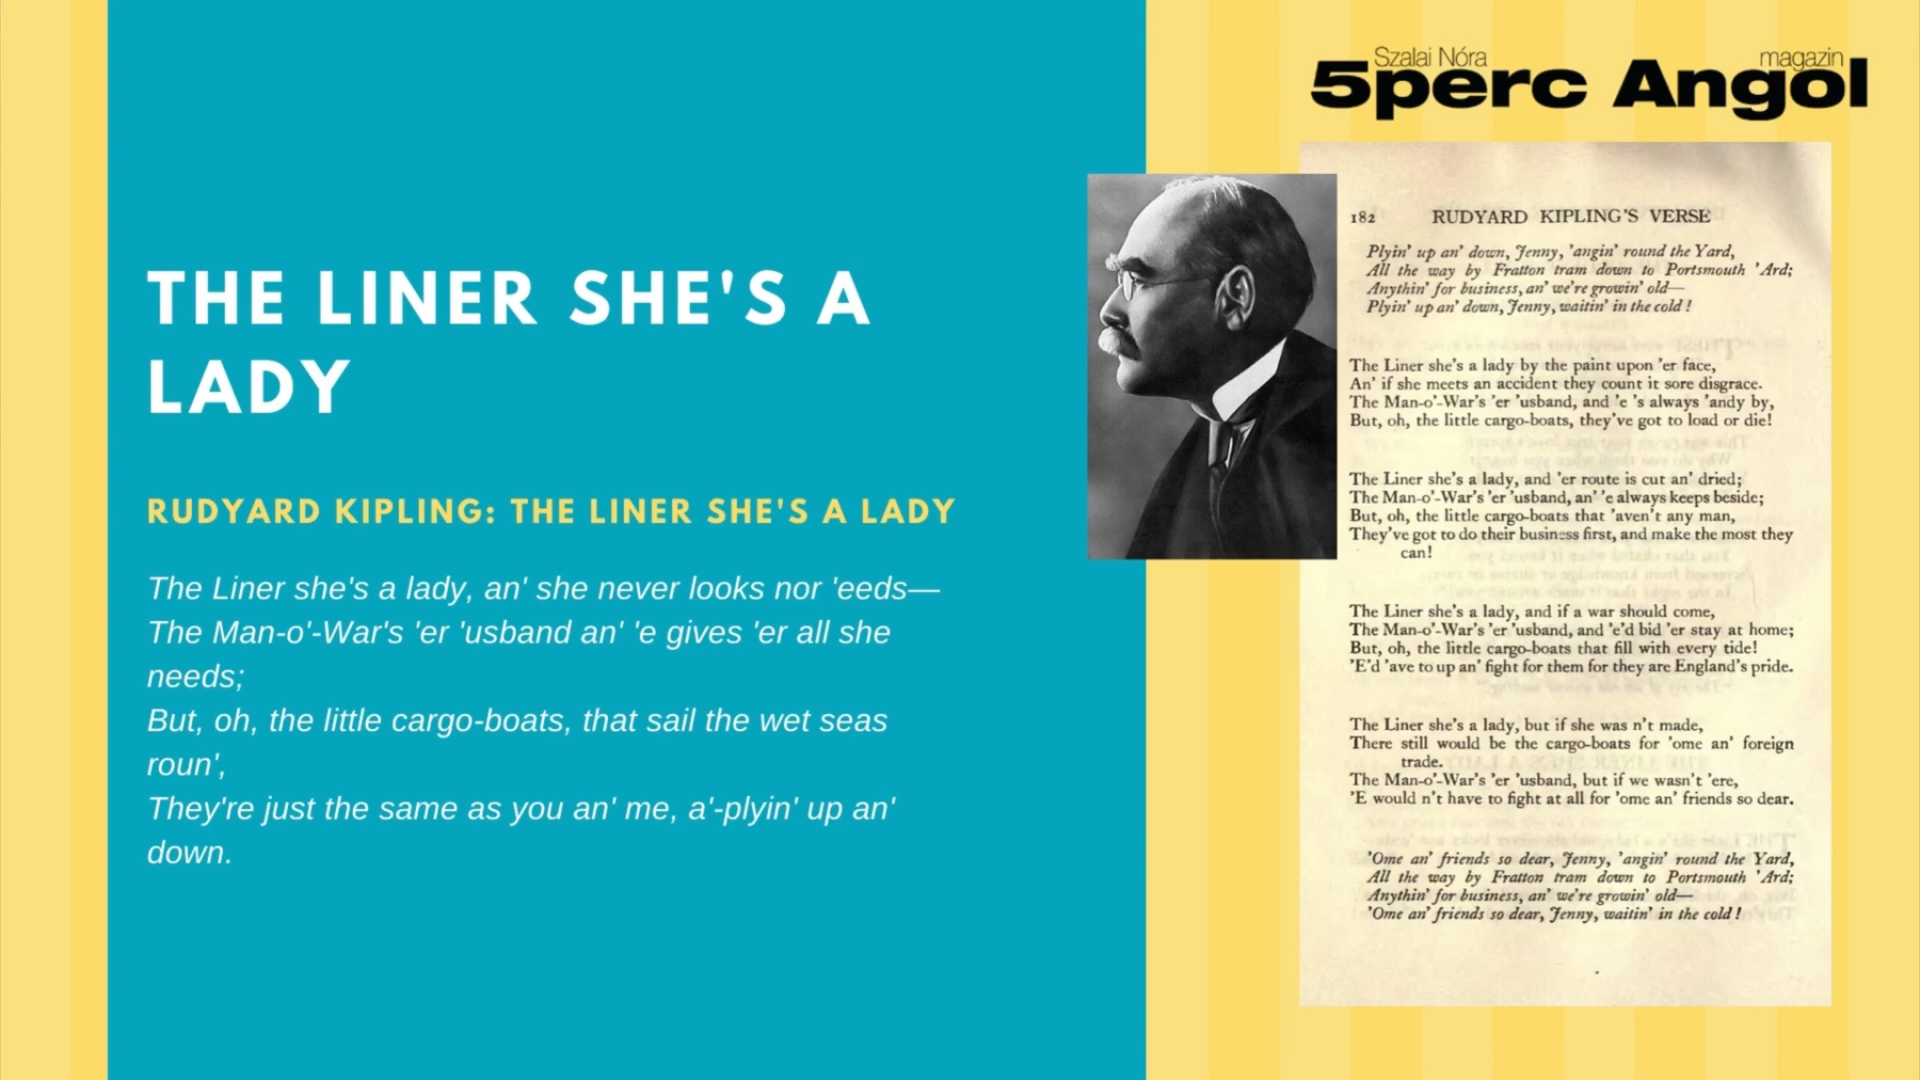 Szalai Nóra magazin
5perc Angol
THE LINER SHE'S A
LADY
RUDYARD KIPLING: THE LINER SHE'S A LADY
The Liner she's a lady, an' she never looks nor 'eeds—
The Man-o'-War's 'er 'usband an' 'e gives 'er all she
needs;
But, oh, the little cargo-boats, that sail the wet seas
roun',
They're just the same as you an' me, a'-plyin' up an'
down.
182 RUDYARD KIPLING'S VERSE
Plyin' up an' down, Jenny, 'angin' round the Yard,
All the way by Fratton tram down to Portsmouth 'Ard;
Anythin' for business, an' we're growin' old—
Plyin' up an' down, Jenny, waitin' in the cold!
The Liner she's a lady by the paint upon 'er face,
An' if she meets an accident they count it sore disgrace.
The Man-o'-War's 'er 'usband, and 'e 's always 'andy by,
But, oh, the little cargo-boats, they've got to load or die!
The Liner she's a lady, and 'er route is cut an' dried;
The Man-o'-War's 'er 'usband, an' 'e always keeps beside;
But, oh, the little cargo-boats that 'aven't any man,
They've got to do their business first, and make the most they
can!
The Liner she's a lady, and if a war should come,
The Man-o'-War's 'er 'usband, and 'e'd bid 'er stay at home;
But, oh, the little cargo-boats that fill with every tide!
'E'd 'ave to up an' fight for them for they are England's pride.
The Liner she's a lady, but if she was n't made,
There still would be the cargo-boats for 'ome an' foreign
trade.
The Man-o'-War's 'er 'usband, but if we wasn't 'ere,
'E would n't have to fight at all for 'ome an' friends so dear.
'Ome an' friends so dear, Jenny, 'angin' round the Yard,
All the way by Fratton tram down to Portsmouth 'Ard;
Anythin' for business, an' we're growin' old—
'Ome an' friends so dear, Jenny, waitin' in the cold!